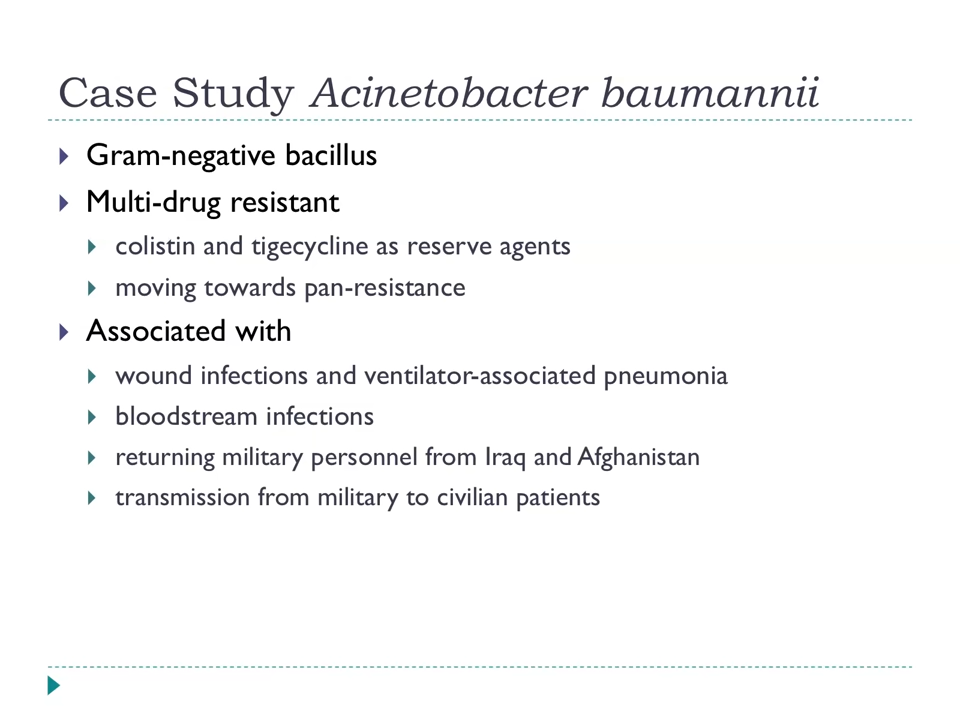 Case Study Acinetobacter baumannii
Gram-negative bacillus
Multi-drug resistant
colistin and tigecycline as reserve agents
moving towards pan-resistance
Associated with
wound infections and ventilator-associated pneumonia
bloodstream infections
returning military personnel from Iraq and Afghanistan
transmission from military to civilian patients